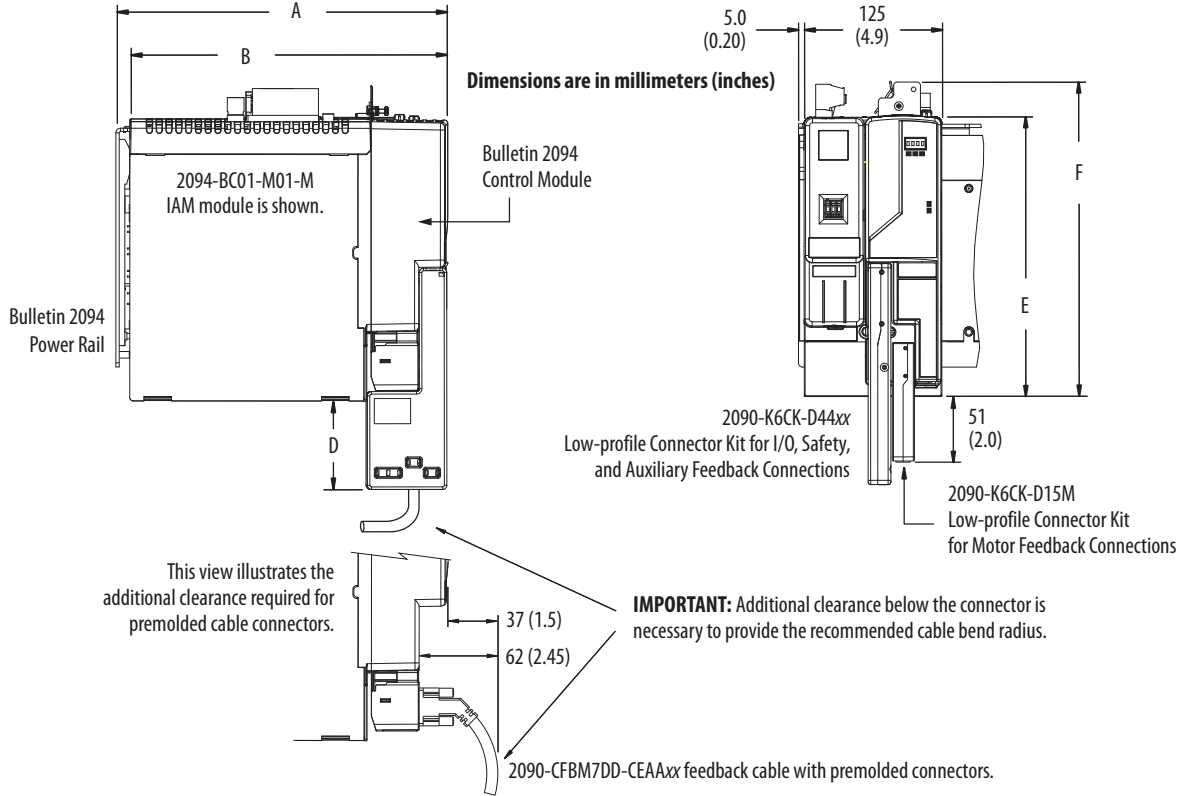 A
B
Dimensions are in millimeters (inches)
5.0
(0.20)
125
(4.9)
2094-BC01-M01-M
IAM module is shown.
Bulletin 2094
Control Module
F
E
Bulletin 2094
Power Rail
D
51
(2.0)
2090-K6CK-D44xx
Low-profile Connector Kit for I/O, Safety,
and Auxiliary Feedback Connections
2090-K6CK-D15M
Low-profile Connector Kit
for Motor Feedback Connections
This view illustrates the
additional clearance required for
premolded cable connectors.
37 (1.5)
62 (2.45)
IMPORTANT: Additional clearance below the connector is
necessary to provide the recommended cable bend radius.
2090-CFBM7DD-CEAAxx feedback cable with premolded connectors.